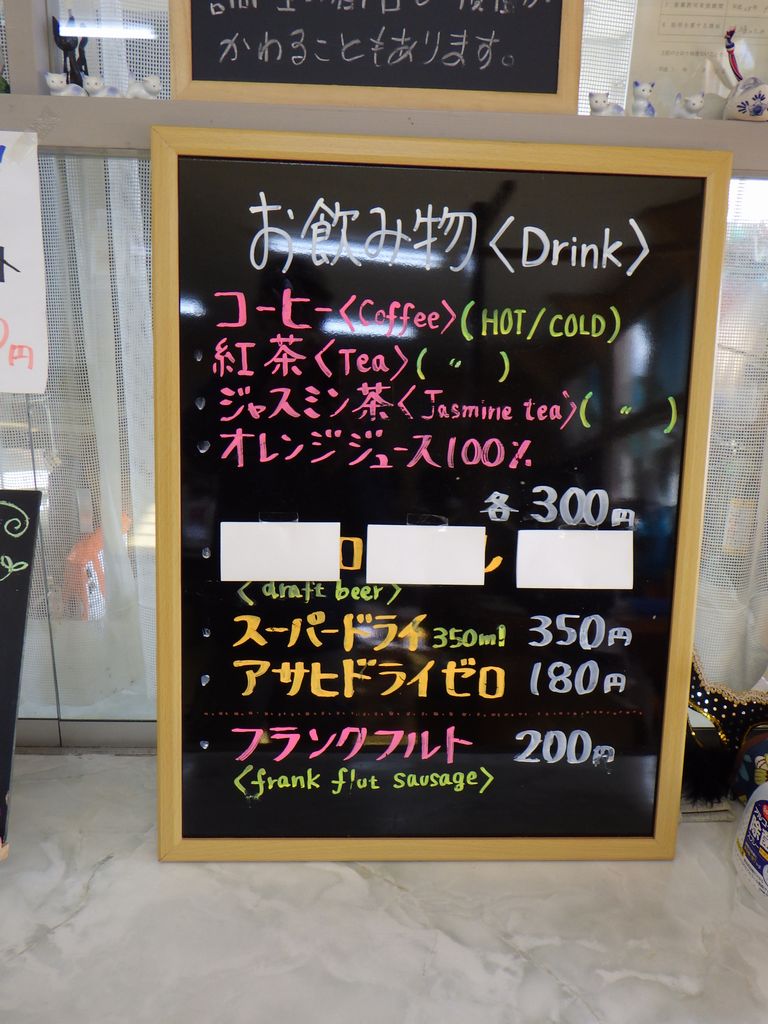 かわることもあります。
お飲み物〈Drink〉
コーヒー〈Coffee〉(HOT/COLD)
紅茶〈Tea〉( 〃 )
ジャスミン茶〈Jasmine tea〉( 〃 )
オレンジジュース100%
各 300円
〈draft beer〉
スーパードライ 350ml 350円
アサヒドライゼロ 180円
フランクフルト 200円
〈frank flut sausage〉
円